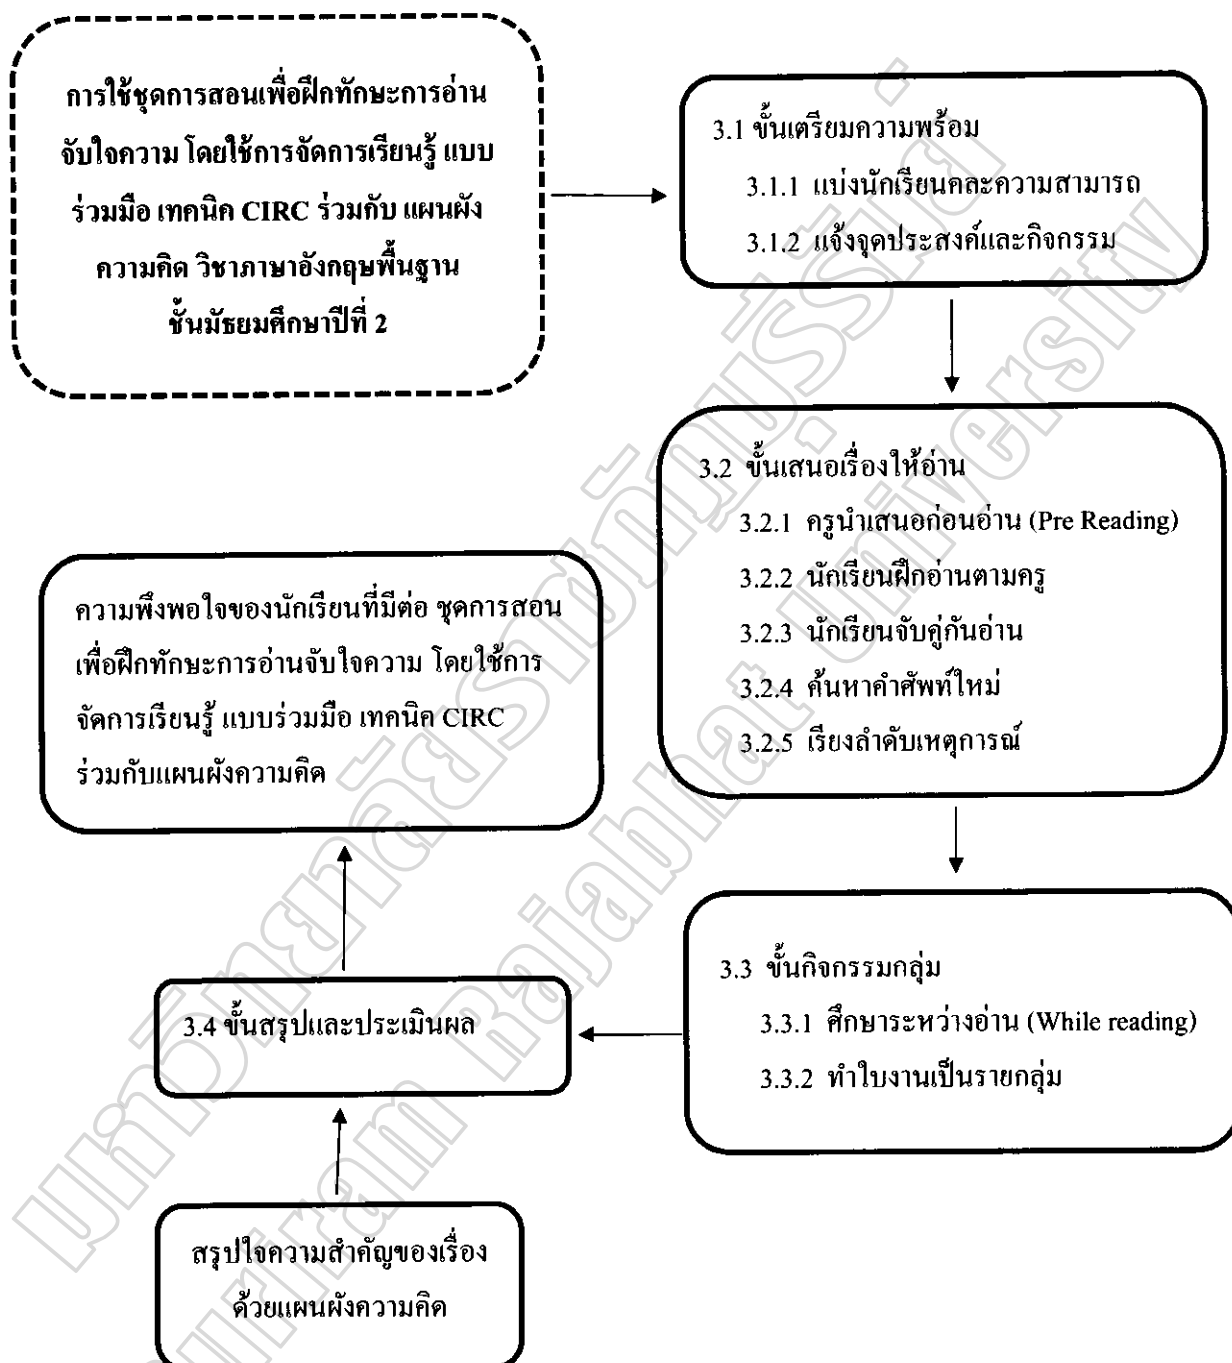 การใช้ชุดการสอนเพื่อฝึกทักษะการอ่าน
จับใจความ โดยใช้การจัดการเรียนรู้ แบบ
ร่วมมือ เทคนิค CIRC ร่วมกับ แผนผัง
ความคิด วิชาภาษาอังกฤษพื้นฐาน
ชั้นมัธยมศึกษาปีที่ 2
3.1 ขั้นเตรียมความพร้อม
3.1.1 แบ่งนักเรียนคละความสามารถ
3.1.2 แจ้งจุดประสงค์และกิจกรรม
3.2 ขั้นเสนอเรื่องให้อ่าน
3.2.1 ครูนำเสนอก่อนอ่าน (Pre Reading)
3.2.2 นักเรียนฝึกอ่านตามครู
3.2.3 นักเรียนจับคู่กันอ่าน
3.2.4 ค้นหาคำศัพท์ใหม่
3.2.5 เรียงลำดับเหตุการณ์
3.3 ขั้นกิจกรรมกลุ่ม
3.3.1 ศึกษาระหว่างอ่าน (While reading)
3.3.2 ทำใบงานเป็นรายกลุ่ม
3.4 ขั้นสรุปและประเมินผล
สรุปใจความสำคัญของเรื่อง
ด้วยแผนผังความคิด
ความพึงพอใจของนักเรียนที่มีต่อ ชุดการสอน
เพื่อฝึกทักษะการอ่านจับใจความ โดยใช้การ
จัดการเรียนรู้ แบบร่วมมือ เทคนิค CIRC
ร่วมกับแผนผังความคิด
มหาวิทยาลัยราชภัฏบุรีรัมย์
Buriram Rajabhat University